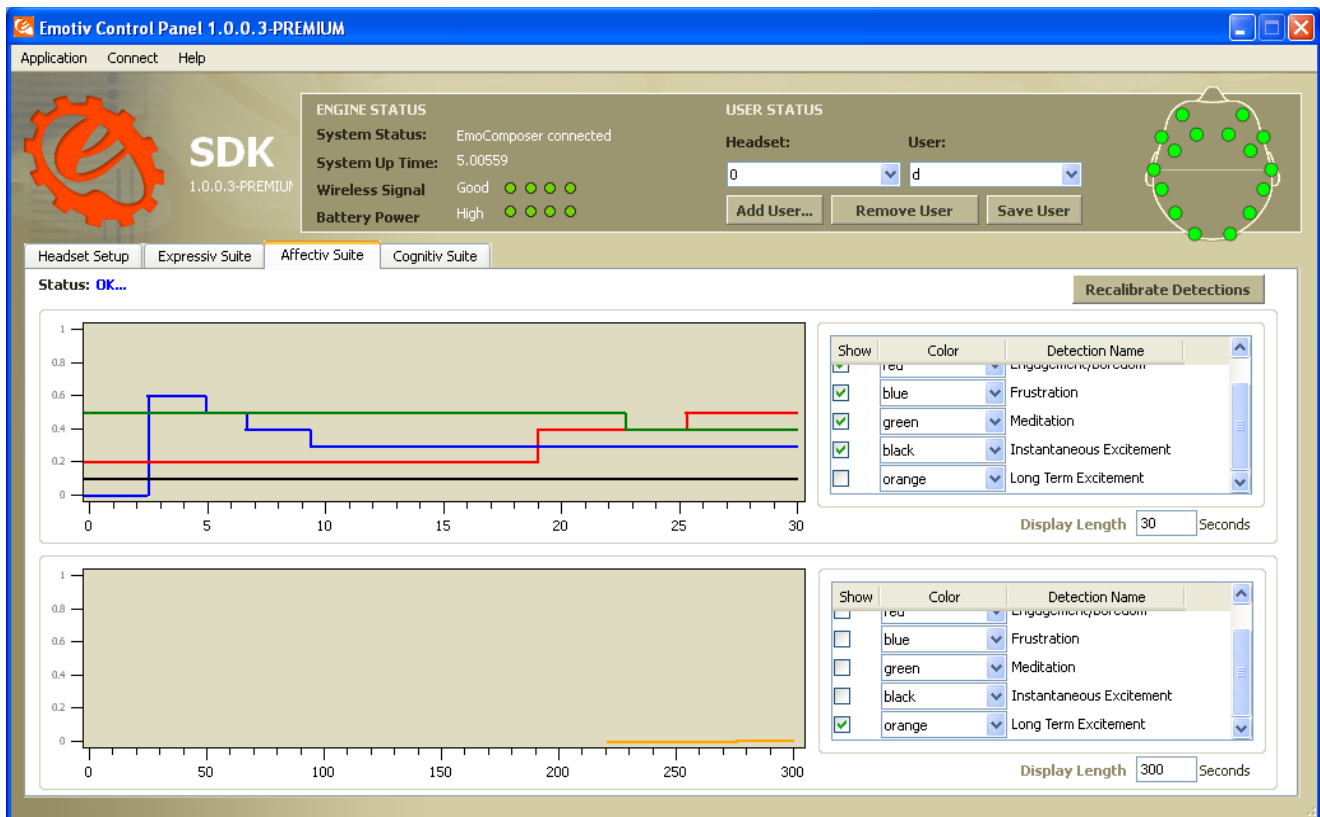 Emotiv Control Panel 1.0.0.3-PREMIUM
Application Connect Help
SDK
1.0.0.3-PREMIUM
ENGINE STATUS
System Status: EmoComposer connected
System Up Time: 5.00559
Wireless Signal Good
Battery Power High
USER STATUS
Headset: User:
0 d
Add User... Remove User Save User
Headset Setup Expressiv Suite Affectiv Suite Cognitiv Suite
Status: OK...
Recalibrate Detections
1
0.8
0.6
0.4
0.2
0
0 5 10 15 20 25 30
Show Color Detection Name
red Engagement/Boredom
blue Frustration
green Meditation
black Instantaneous Excitement
orange Long Term Excitement
Display Length 30 Seconds
1
0.8
0.6
0.4
0.2
0
0 50 100 150 200 250 300
Show Color Detection Name
red Engagement/Boredom
blue Frustration
green Meditation
black Instantaneous Excitement
orange Long Term Excitement
Display Length 300 Seconds